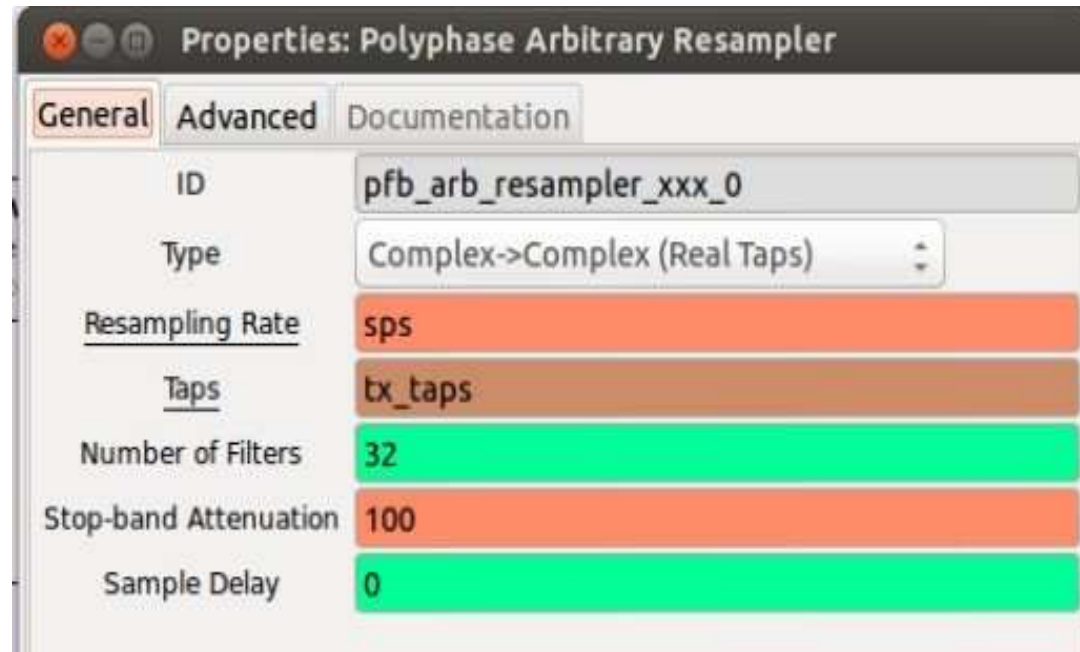 Properties: Polyphase Arbitrary Resampler
General Advanced Documentation
ID pfb_arb_resampler_xxx_0
Type Complex->Complex (Real Taps)
Resampling Rate sps
Taps tx_taps
Number of Filters 32
Stop-band Attenuation 100
Sample Delay 0